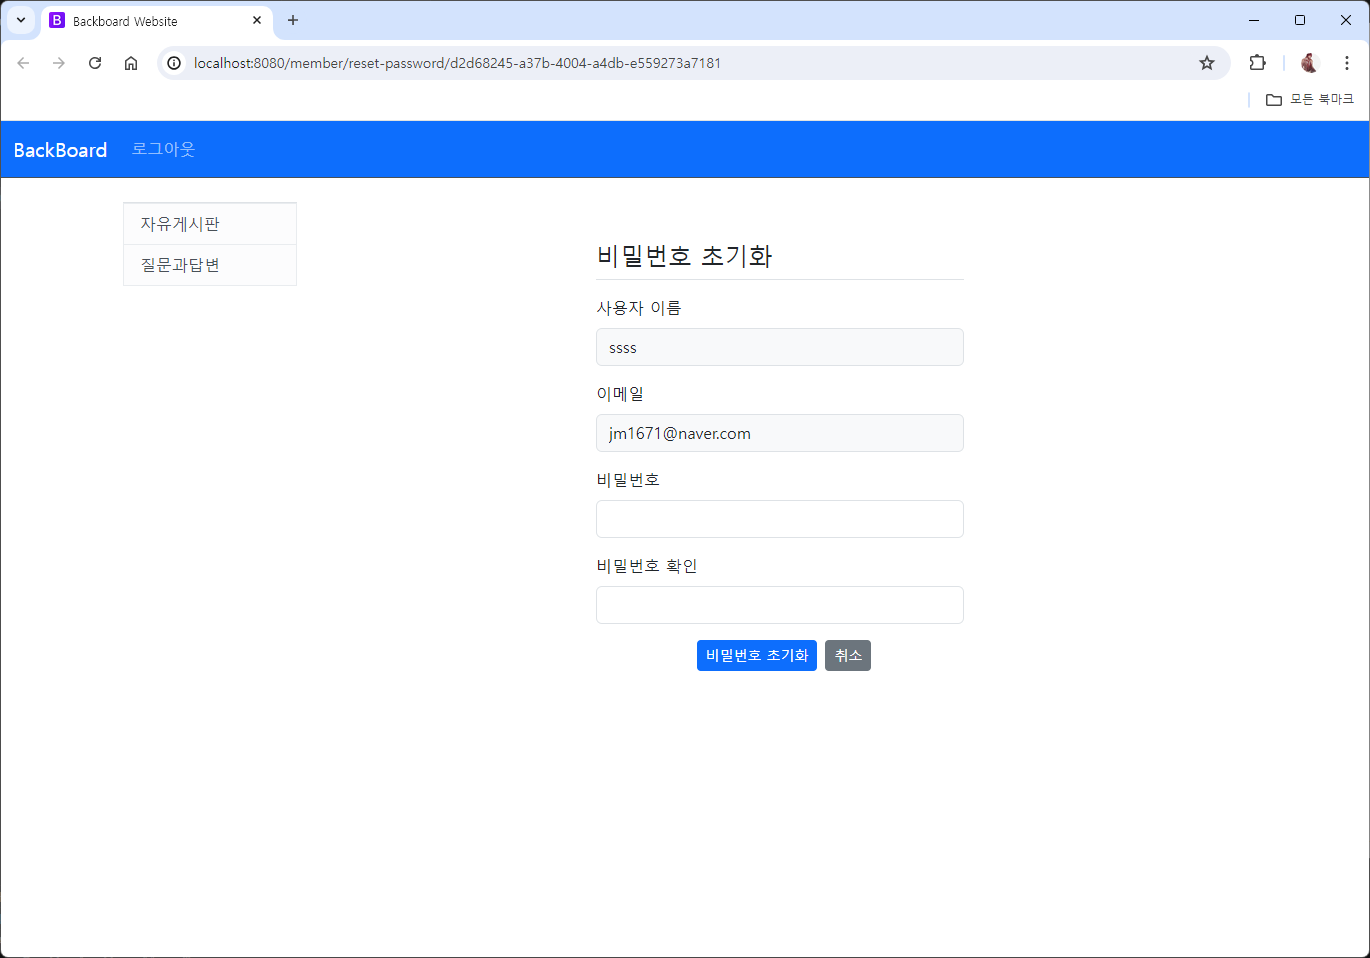 Backboard Website
localhost:8080/member/reset-password/d2d68245-a37b-4004-a4db-e559273a7181
모든 북마크
BackBoard 로그아웃
자유게시판
질문과답변
비밀번호 초기화
사용자 이름
ssss
이메일
jm1671@naver.com
비밀번호
비밀번호 확인
비밀번호 초기화 취소